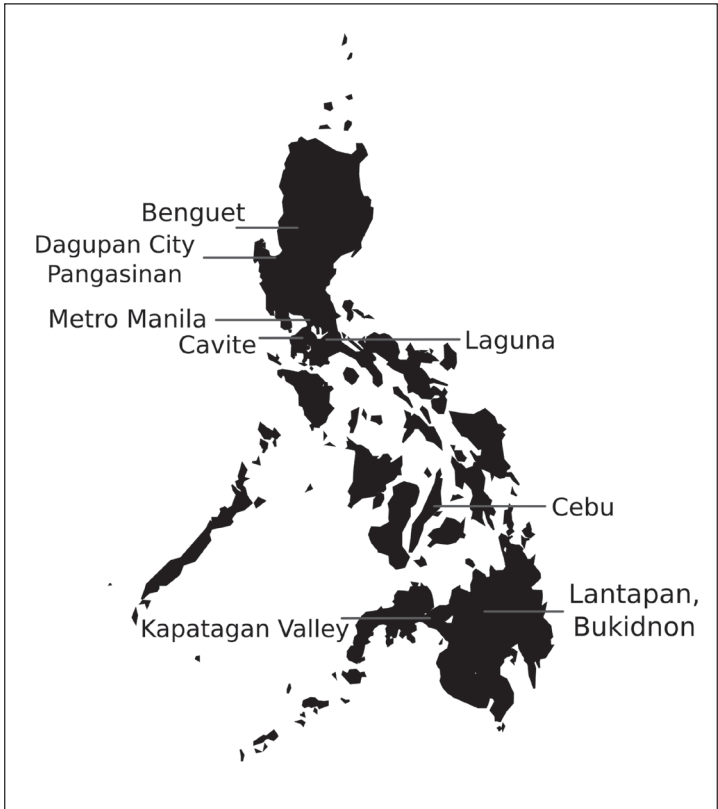 Benguet
Dagupan City
Pangasinan
Metro Manila
Cavite
Laguna
Cebu
Lantapan,
Bukidnon
Kapatagan Valley